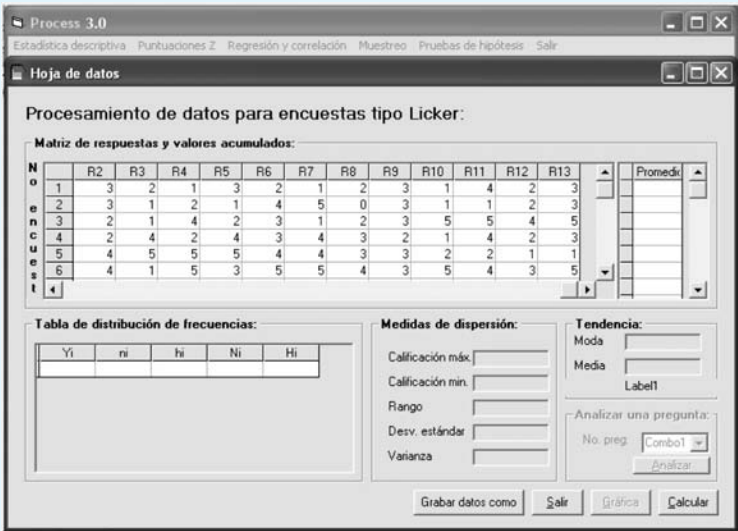 Process 3.0
Estadística descriptiva Puntuaciones Z Regresión y correlación Muestreo Pruebas de hipótesis Salir
Hoja de datos
Procesamiento de datos para encuestas tipo Licker:
Matriz de respuestas y valores acumulados:
No encuest
R2 R3 R4 R5 R6 R7 R8 R9 R10 R11 R12 R13 Promedio
1 3 2 1 3 2 1 2 3 1 4 2 3
2 3 1 2 1 4 5 0 3 1 1 2 3
3 2 1 4 2 3 1 2 3 5 5 4 5
4 2 4 2 4 3 4 3 2 1 4 2 3
5 4 5 5 5 4 4 3 3 2 2 1 1
6 4 1 5 3 5 5 4 3 5 4 3 5
Tabla de distribución de frecuencias:
Yi ni hi Ni Hi
Medidas de dispersión:
Calificación máx.
Calificación min.
Rango
Desv. estándar
Varianza
Tendencia:
Moda
Media
Label1
Analizar una pregunta:
No. preg. Combo1
Analizar
Grabar datos como Salir Gráfica Calcular